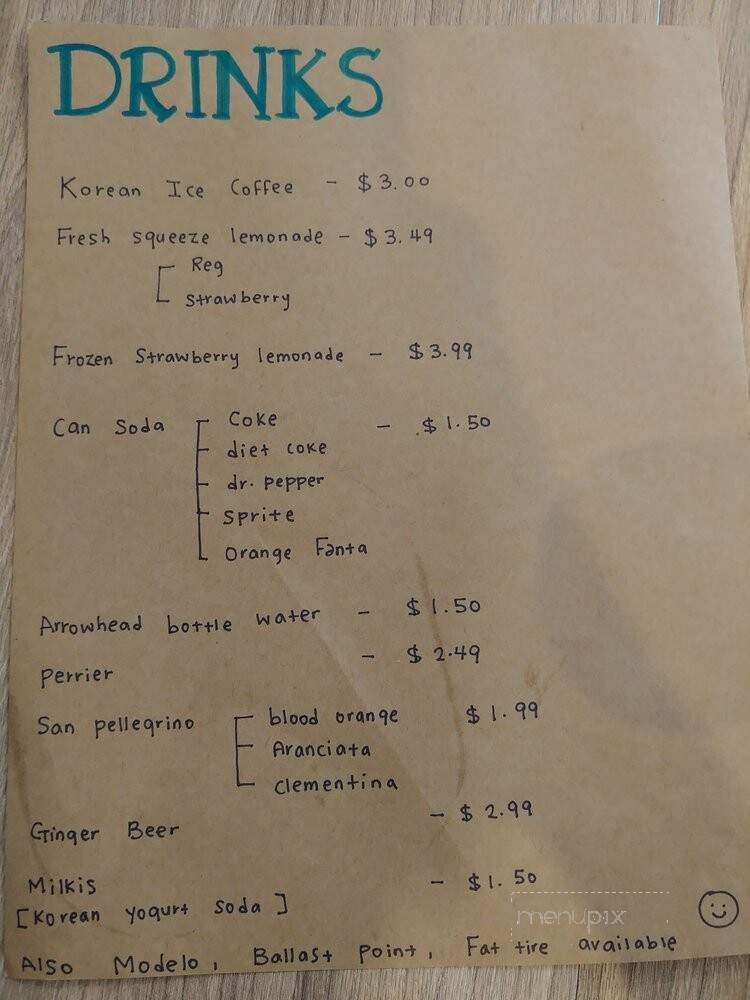 DRINKS
Korean Ice Coffee - $3.00
Fresh squeeze lemonade - $3.49
Reg
Strawberry
Frozen Strawberry lemonade - $3.99
Can Soda Coke - $1.50
diet coke
dr. pepper
Sprite
Orange Fanta
Arrowhead bottle water - $1.50
Perrier - $2.49
San pellegrino blood orange $1.99
Aranciata
Clementina
Ginger Beer - $2.99
Milkis - $1.50
[Korean yogurt soda]
menupix
Also Modelo, Ballast Point, Fat tire available